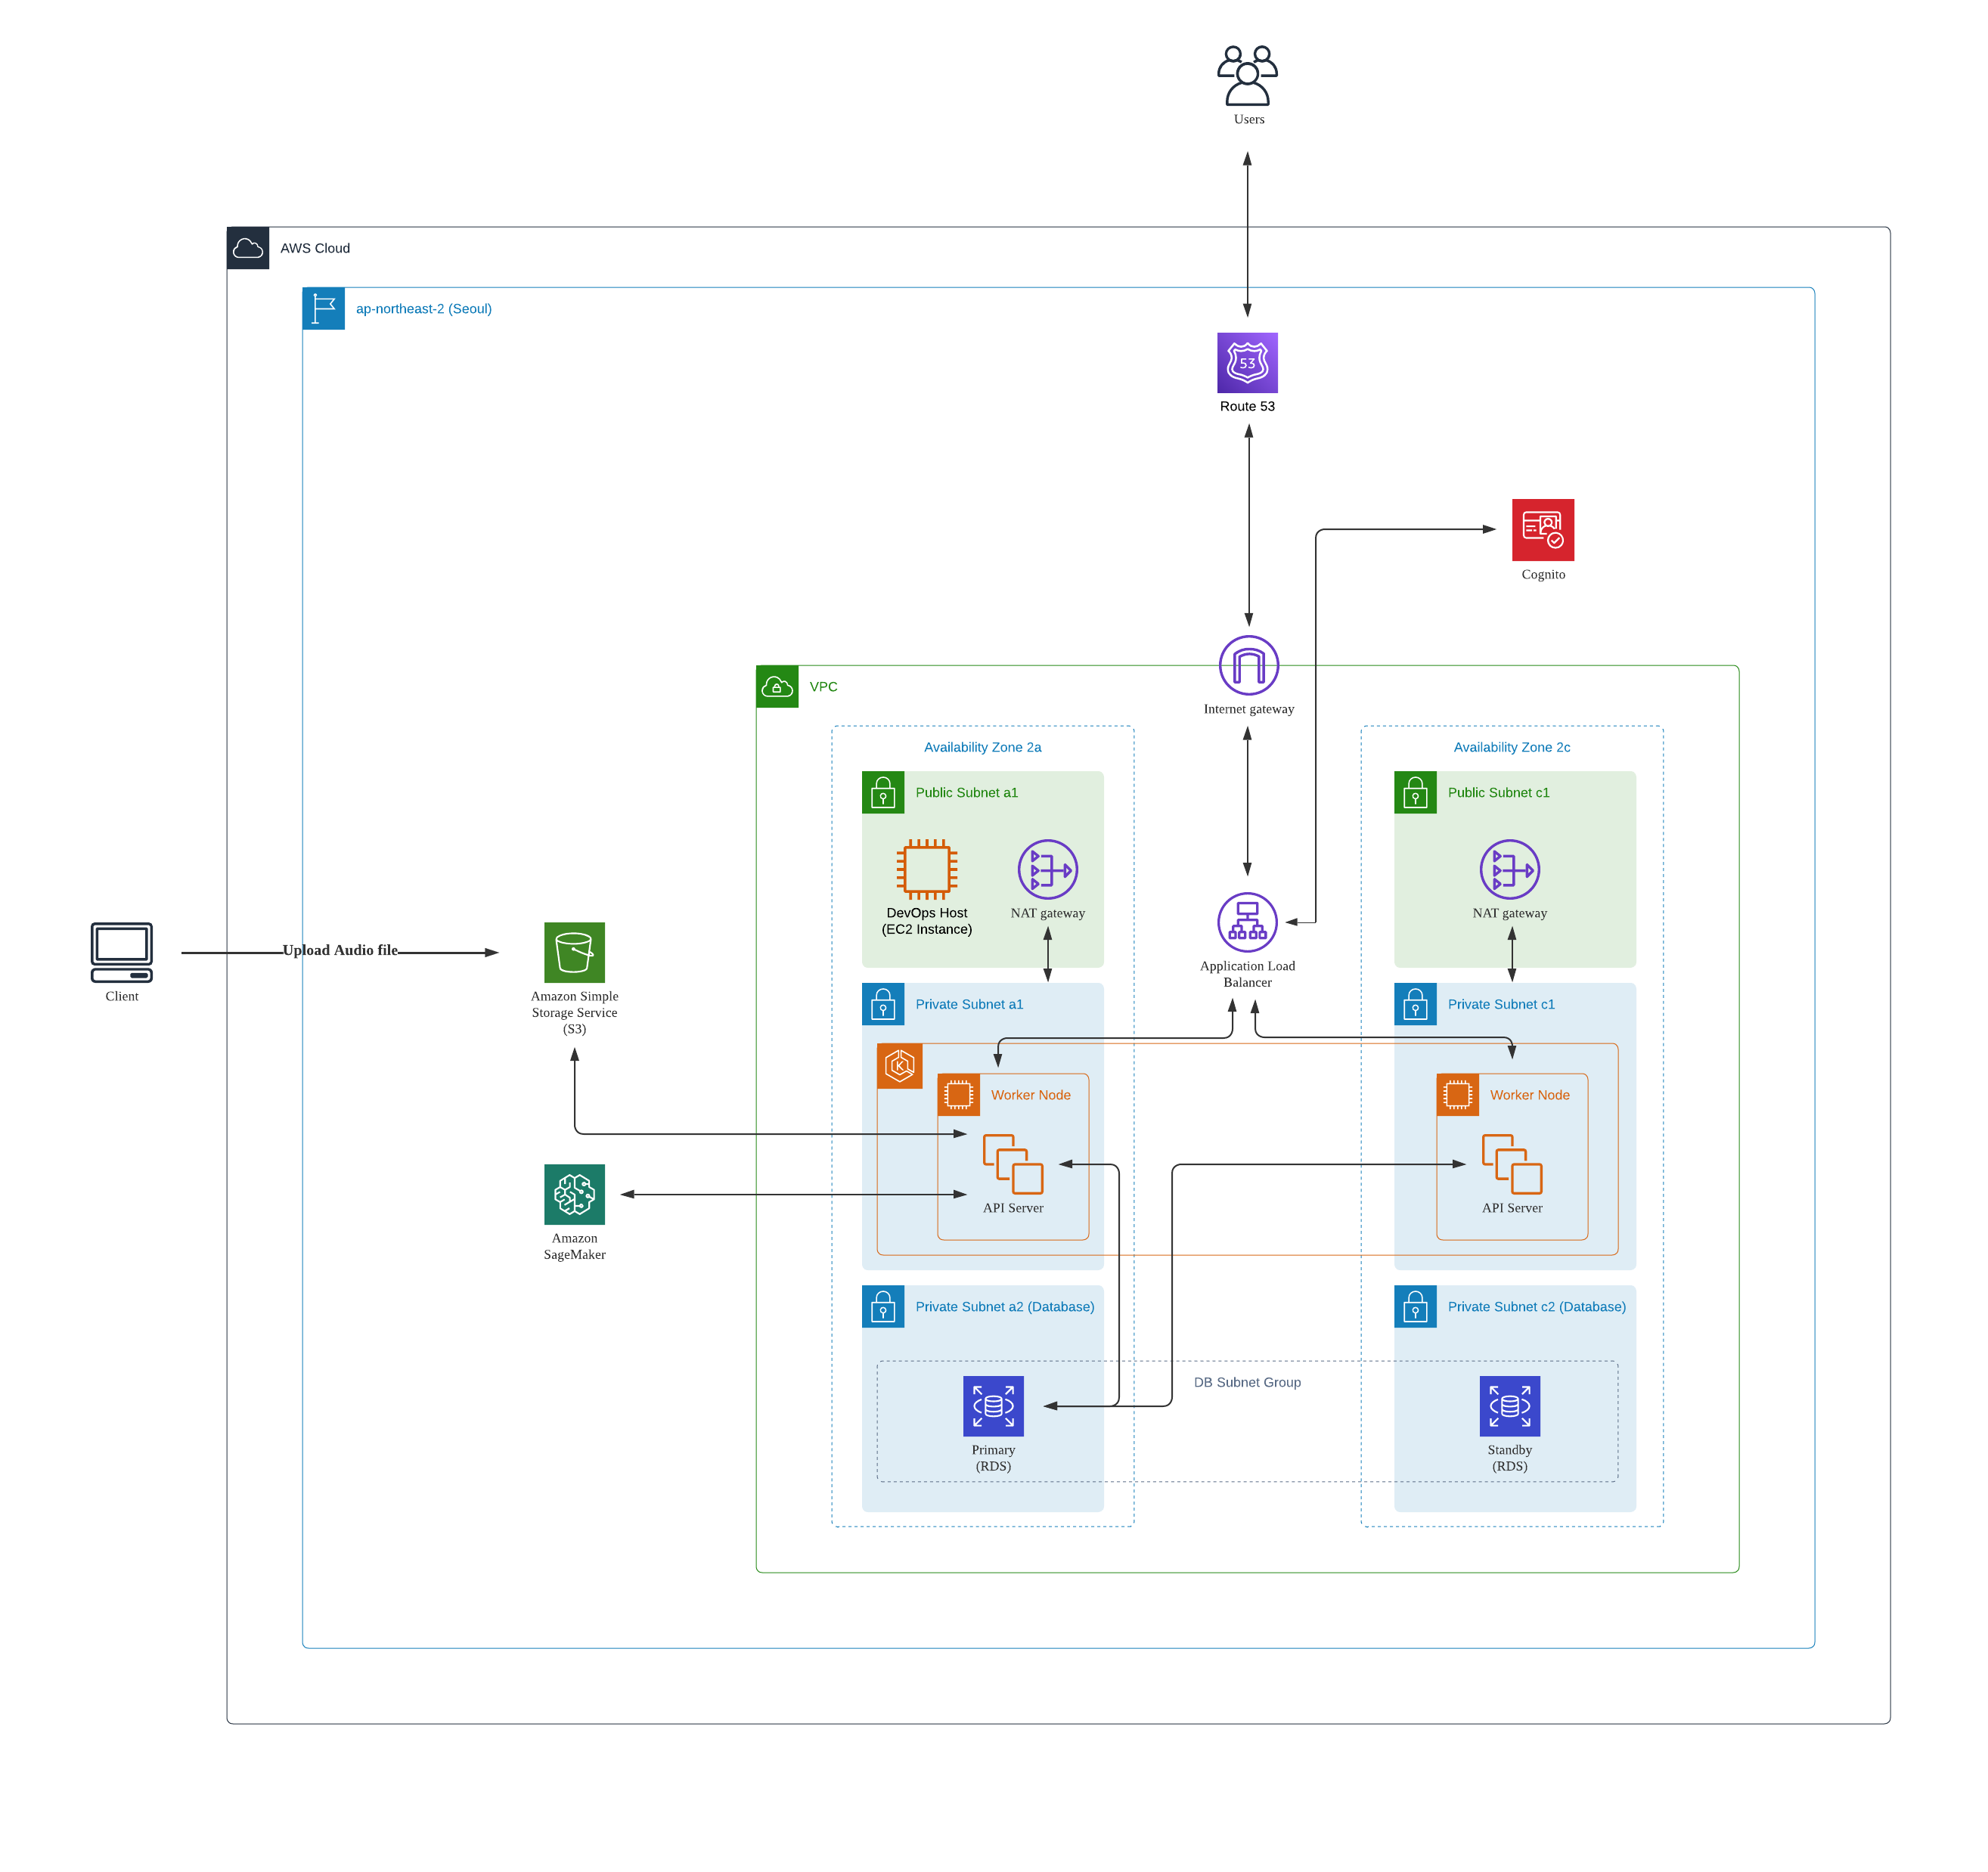 Users
AWS Cloud
ap-northeast-2 (Seoul)
53
Route 53
Cognito
VPC
Internet gateway
Availability Zone 2a
Availability Zone 2c
Public Subnet a1
Public Subnet c1
DevOps Host
(EC2 Instance)
NAT gateway
NAT gateway
Application Load
Balancer
Upload Audio file
Client
Amazon Simple
Storage Service
(S3)
Private Subnet a1
Private Subnet c1
K
Worker Node
Worker Node
API Server
API Server
Amazon
SageMaker
Private Subnet a2 (Database)
Private Subnet c2 (Database)
DB Subnet Group
Primary
(RDS)
Standby
(RDS)